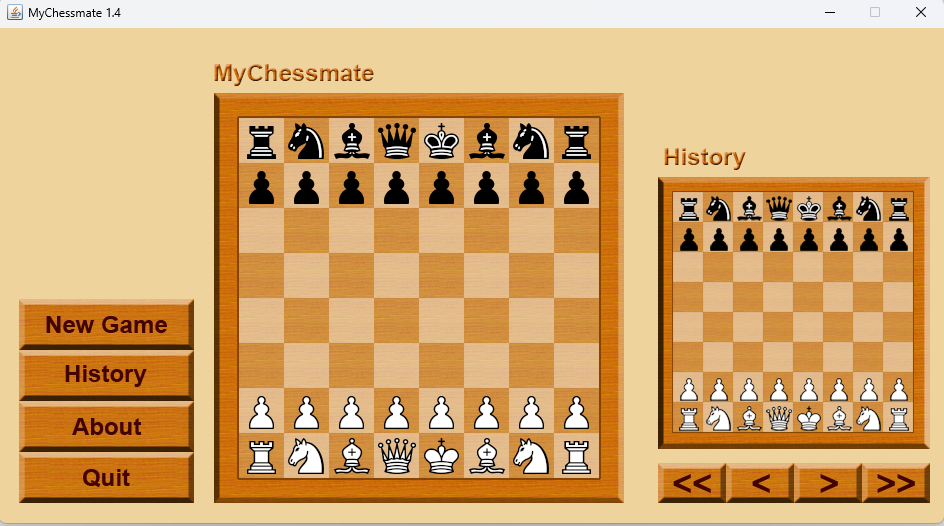 MyChessmate 1.4
MyChessmate
History
New Game
History
About
Quit
<< < > >>